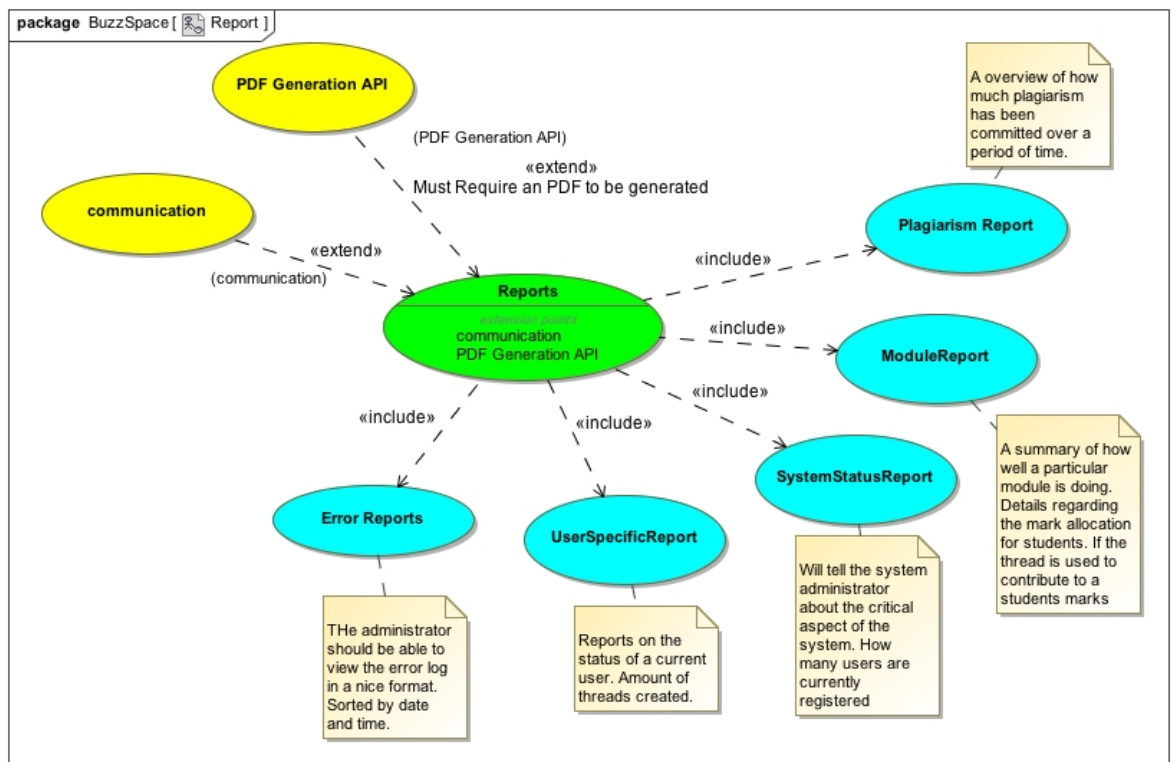 package BuzzSpace [ Report ]
PDF Generation API
(PDF Generation API)
«extend»
Must Require an PDF to be generated
A overview of how
much plagiarism
has been
committed over a
period of time.
communication
«extend»
(communication)
Plagiarism Report
«include»
Reports
extension points
communication
PDF Generation API
«include»
ModuleReport
«include»
«include»
«include»
A summary of how
well a particular
module is doing.
Details regarding
the mark allocation
for students. If the
thread is used to
contribute to a
students marks
SystemStatusReport
Error Reports
UserSpecificReport
Will tell the system
administrator
about the critical
aspect of the
system. How
many users are
currently
registered
THe administrator
should be able to
view the error log
in a nice format.
Sorted by date
and time.
Reports on the
status of a current
user. Amount of
threads created.